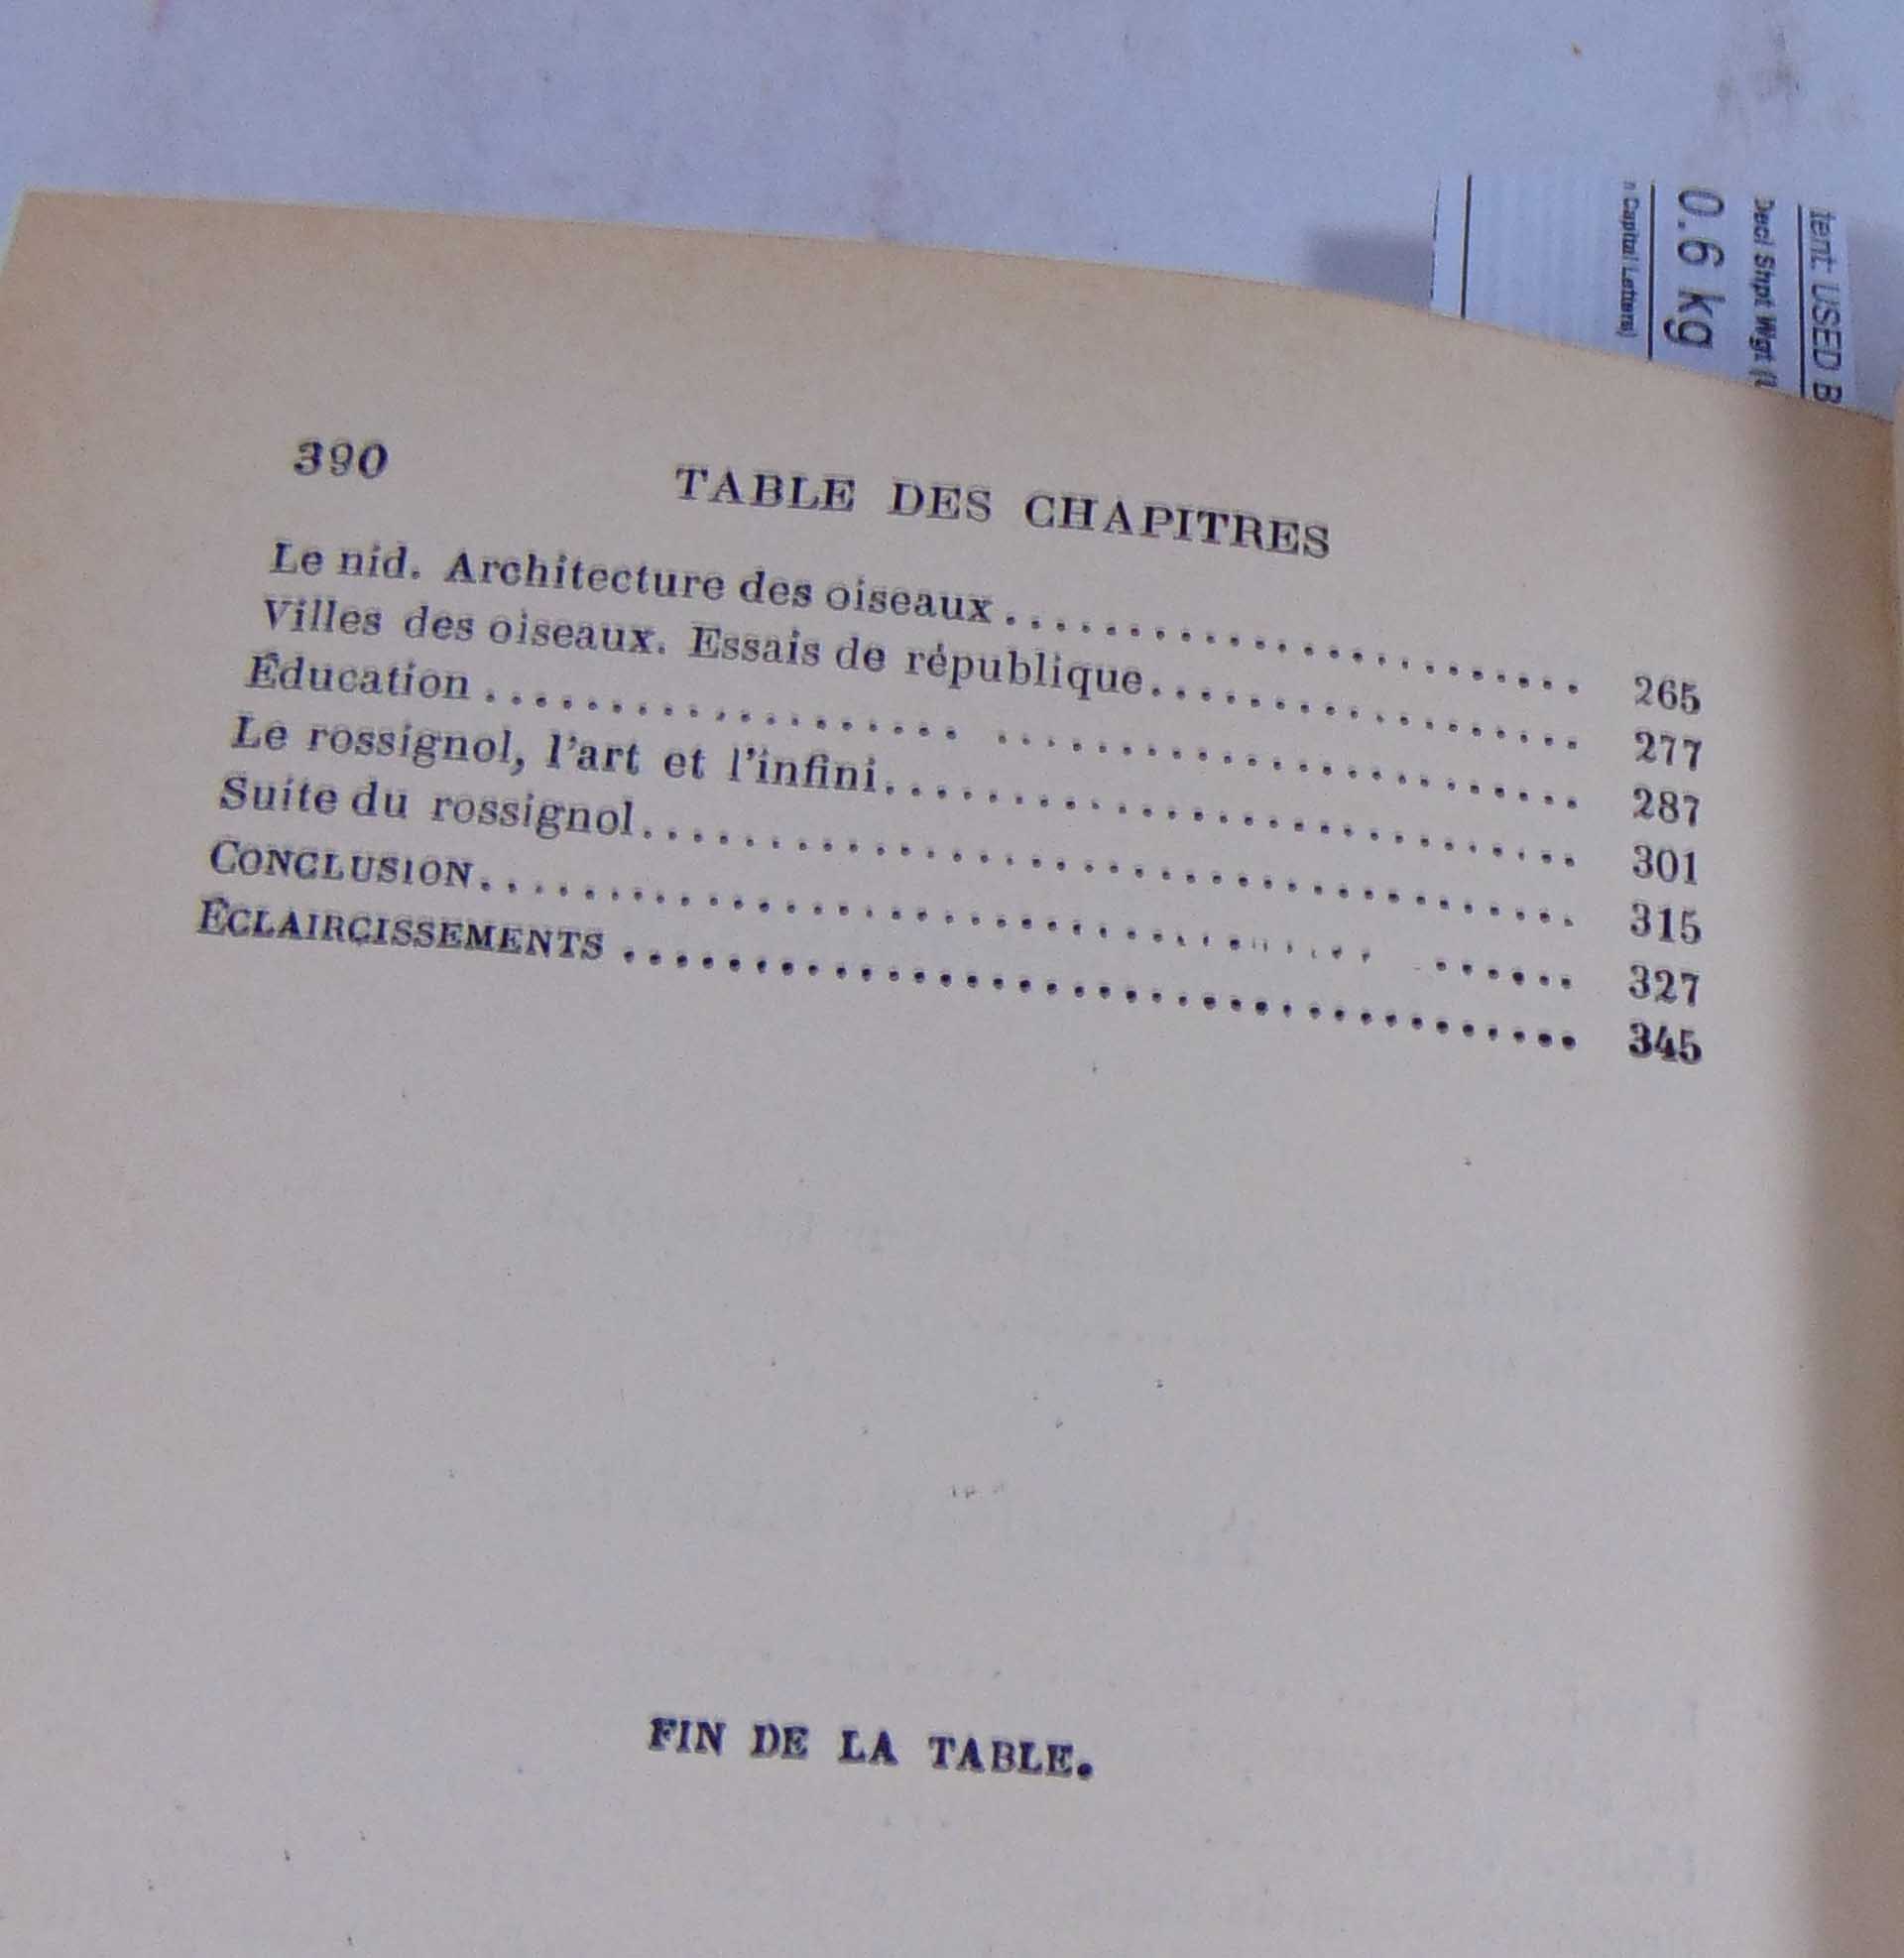 390 TABLE DES CHAPITRES
Le nid. Architecture des oiseaux.......................... 265
Villes des oiseaux. Essais de république.................. 277
Éducation ................... ....................... 287
Le rossignol, l'art et l'infini........................... 301
Suite du rossignol..................................... 315
CONCLUSION................................... ...... 327
ÉCLAIRCISSEMENTS ..................................... 345
FIN DE LA TABLE.
USED B
Decl Shpt Wgt
0.6 kg
n Capital Letters)